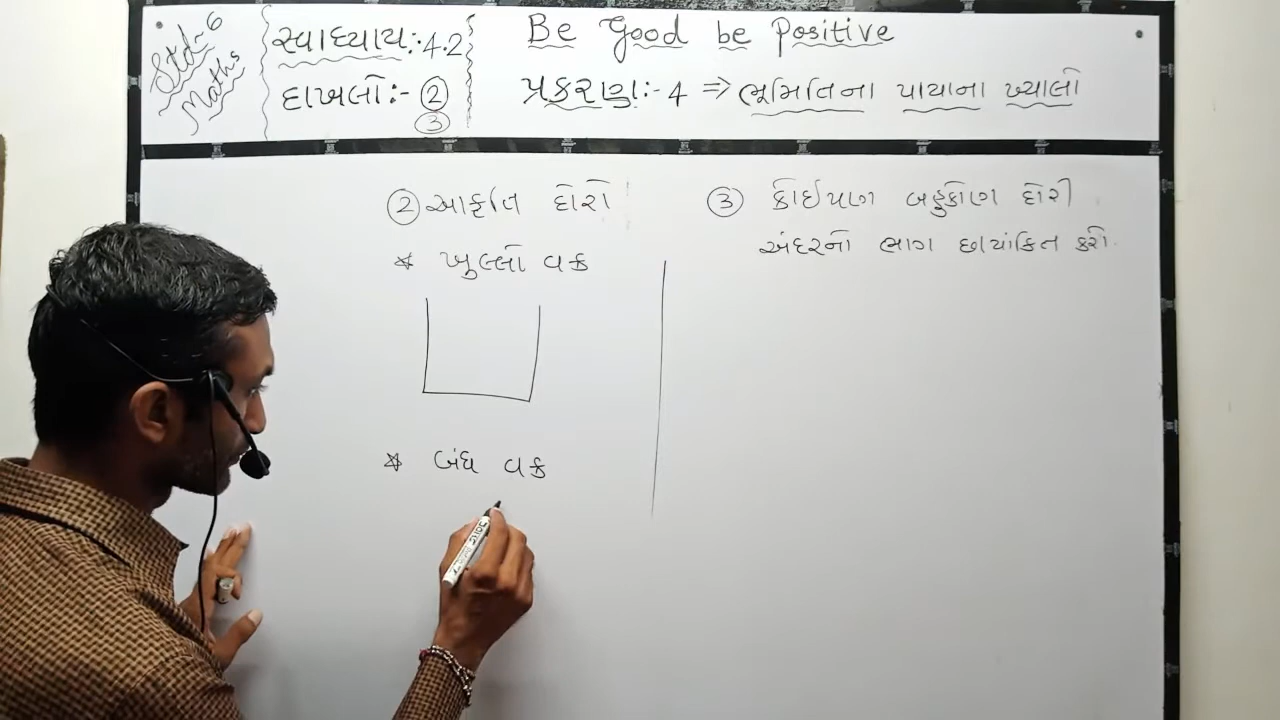 Std-6
Maths
સ્વાધ્યાય:- 4.2
દાખલો:- ②
③
Be Good be Positive
પ્રકરણ:- 4 ⇒ ભૂમિતિના પાયાના ખ્યાલો
② આકૃતિ દોરો
* ખુલ્લો વક્ર
* બંધ વક્ર
③ કોઈપણ બહુકોણ દોરી
અંદરનો ભાગ છાયાંકિત કરો.